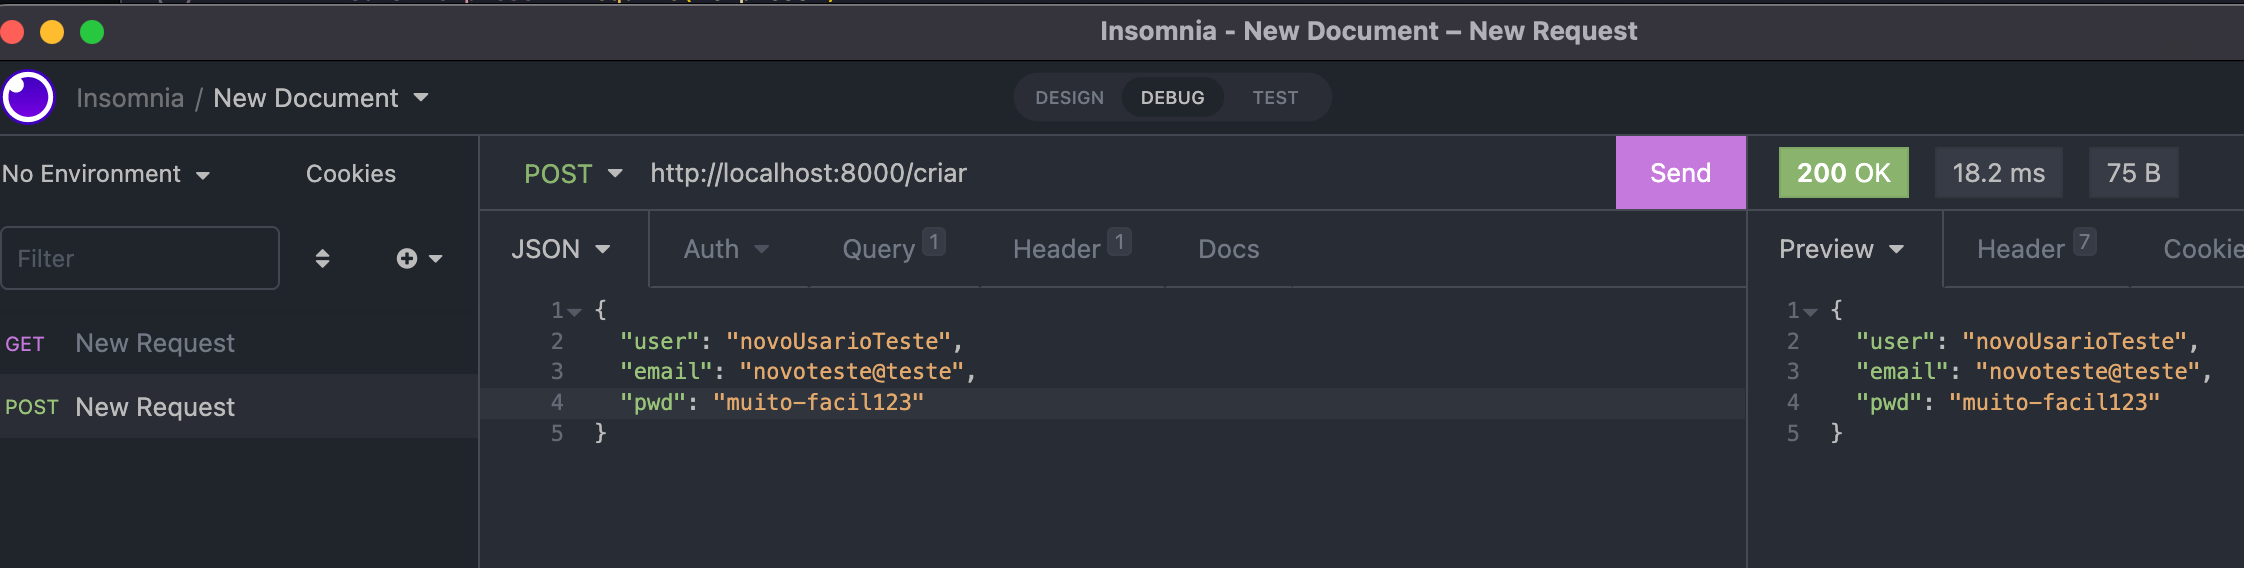 Insomnia - New Document – New Request
Insomnia / New Document
DESIGN DEBUG TEST
No Environment Cookies
POST http://localhost:8000/criar Send
200 OK 18.2 ms 75 B
Filter
JSON Auth Query 1 Header 1 Docs
Preview Header 7 Cookie
GET New Request
POST New Request
1 {
2 "user": "novoUsarioTeste",
3 "email": "novoteste@teste",
4 "pwd": "muito-facil123"
5 }
1 {
2 "user": "novoUsarioTeste",
3 "email": "novoteste@teste",
4 "pwd": "muito-facil123"
5 }